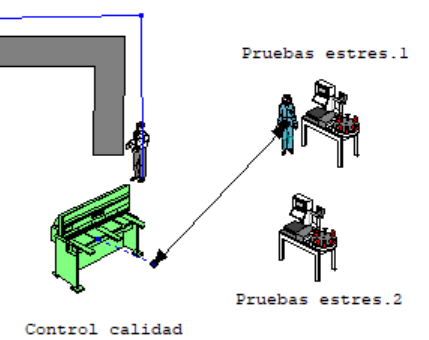 Pruebas estres.1
Pruebas estres.2
Control calidad